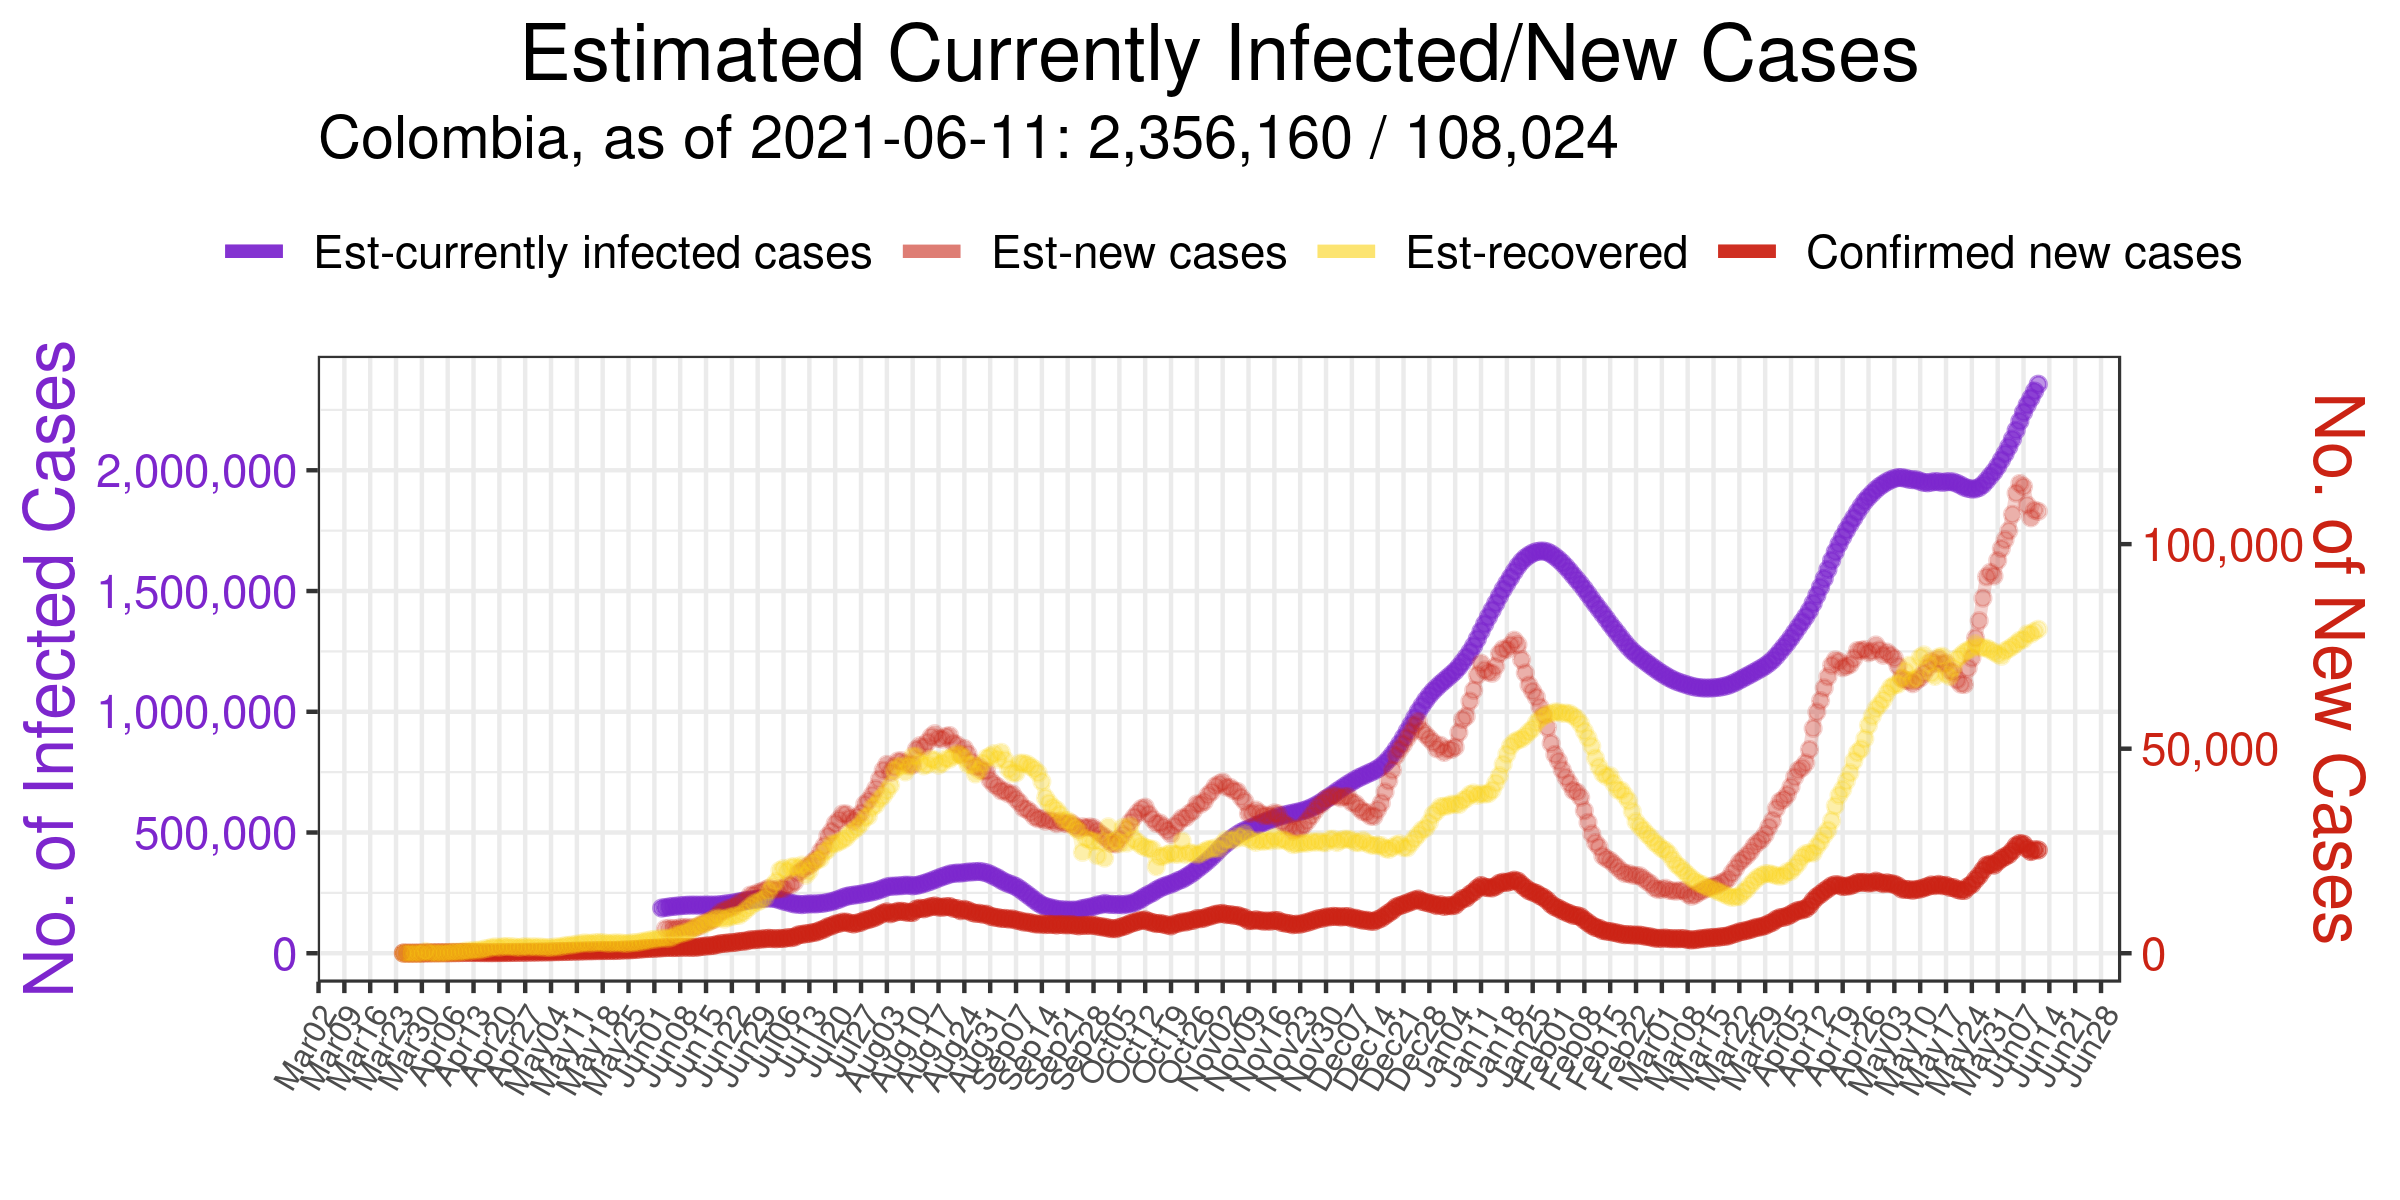 Estimated Currently Infected/New Cases
Colombia, as of 2021-06-11: 2,356,160 / 108,024
Est-currently infected cases Est-new cases Est-recovered Confirmed new cases
No. of Infected Cases
2,000,000
1,500,000
1,000,000
500,000
0
100,000
50,000
0
No. of New Cases
Mar02
Mar09
Mar16
Mar23
Mar30
Apr06
Apr13
Apr20
Apr27
May04
May11
May18
May25
Jun01
Jun08
Jun15
Jun22
Jun29
Jul06
Jul13
Jul20
Jul27
Aug03
Aug10
Aug17
Aug24
Aug31
Sep07
Sep14
Sep21
Sep28
Oct05
Oct12
Oct19
Oct26
Nov02
Nov09
Nov16
Nov23
Nov30
Dec07
Dec14
Dec21
Dec28
Jan04
Jan11
Jan18
Jan25
Feb01
Feb08
Feb15
Feb22
Mar01
Mar08
Mar15
Mar22
Mar29
Apr05
Apr12
Apr19
Apr26
May03
May10
May17
May24
May31
Jun07
Jun14
Jun21
Jun28